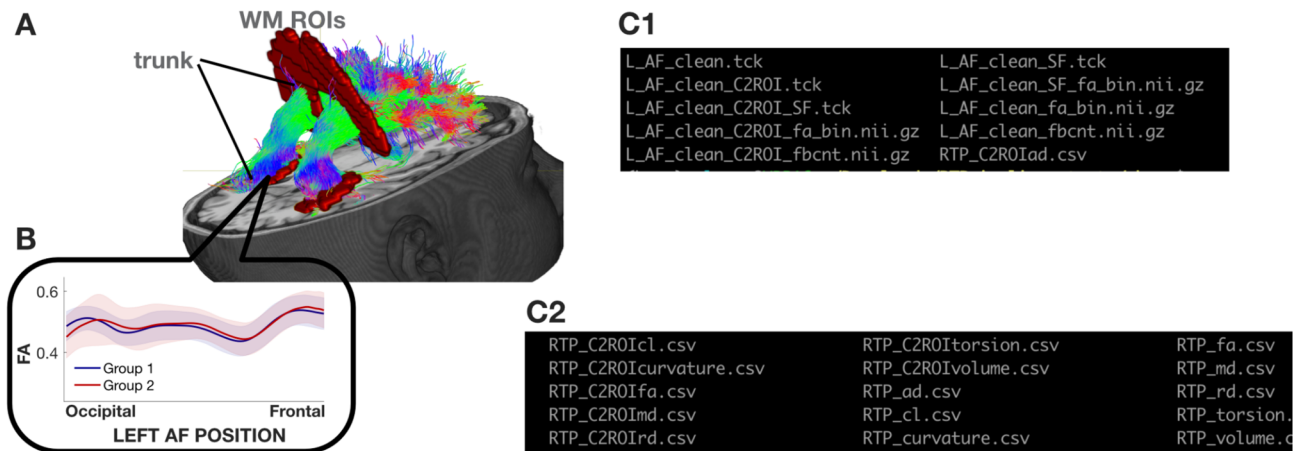 A
WM ROIs
trunk
B
0.6
0.4
FA
Group 1
Group 2
Occipital Frontal
LEFT AF POSITION
C1
L_AF_clean.tck L_AF_clean_SF.tck
L_AF_clean_C2ROI.tck L_AF_clean_SF_fa_bin.nii.gz
L_AF_clean_C2ROI_SF.tck L_AF_clean_fa_bin.nii.gz
L_AF_clean_C2ROI_fa_bin.nii.gz L_AF_clean_fbcnt.nii.gz
L_AF_clean_C2ROI_fbcnt.nii.gz RTP_C2ROIad.csv
C2
RTP_C2ROIcl.csv RTP_C2ROItorsion.csv RTP_fa.csv
RTP_C2ROIcurvature.csv RTP_C2ROIvolume.csv RTP_md.csv
RTP_C2ROIfa.csv RTP_ad.csv RTP_rd.csv
RTP_C2ROImd.csv RTP_cl.csv RTP_torsion.
RTP_C2ROIrd.csv RTP_curvature.csv RTP_volume.c